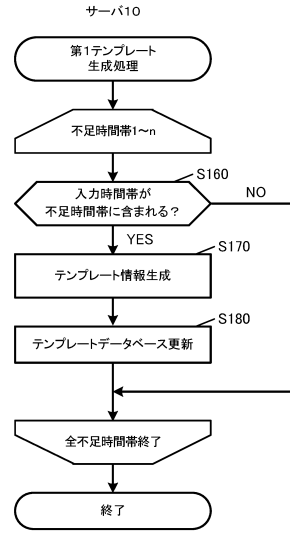 サーバ10
第1テンプレート
生成処理
不足時間帯1～n
S160
入力時間帯が
不足時間帯に含まれる?
NO
YES
S170
テンプレート情報生成
S180
テンプレートデータベース更新
全不足時間帯終了
終了